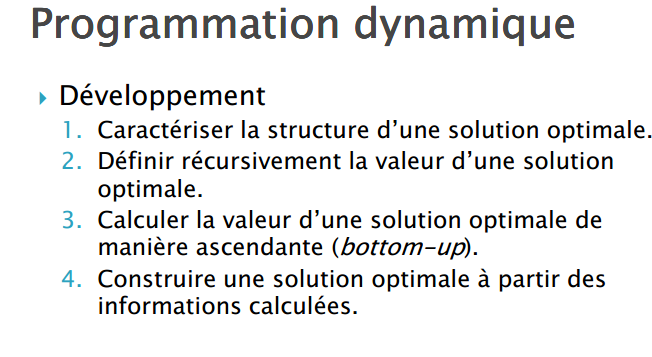 Programmation dynamique
Développement
1. Caractériser la structure d’une solution optimale.
2. Définir récursivement la valeur d’une solution
optimale.
3. Calculer la valeur d’une solution optimale de
manière ascendante (bottom-up).
4. Construire une solution optimale à partir des
informations calculées.